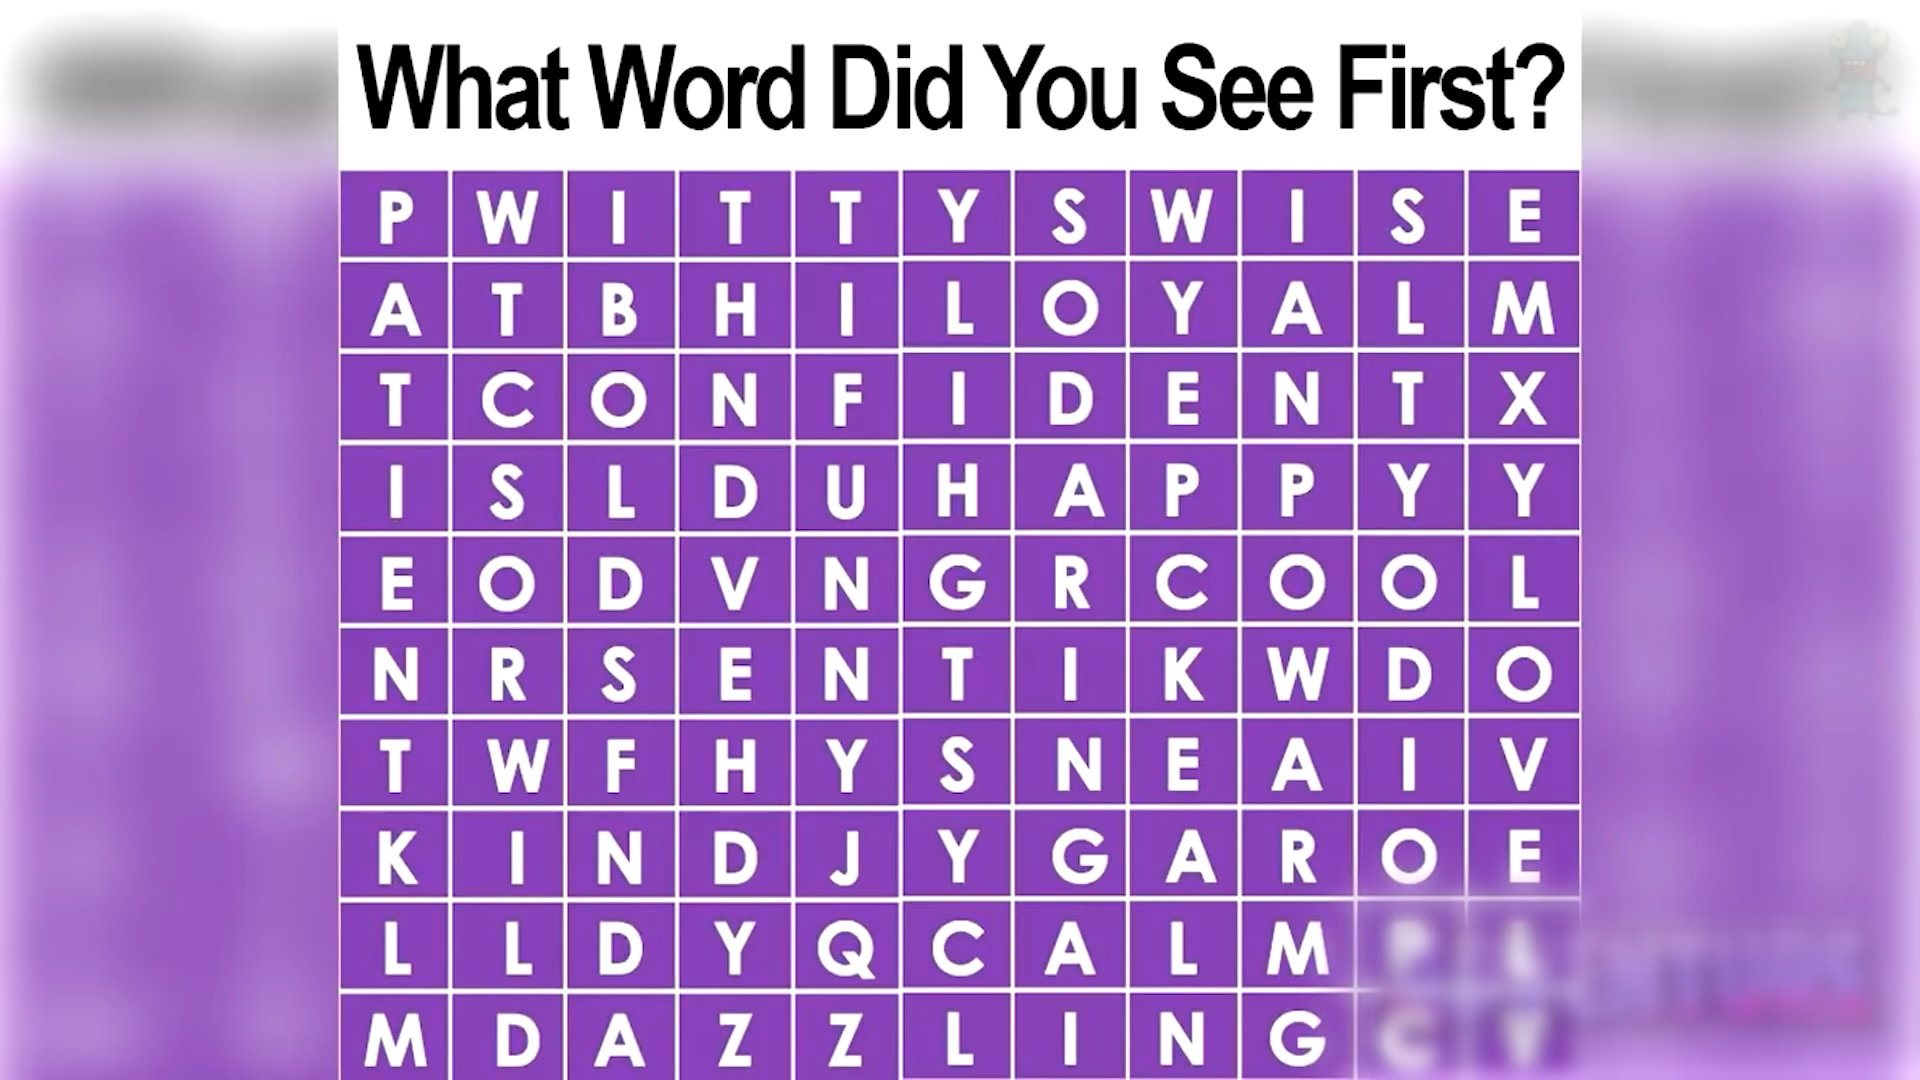 What Word Did You See First?
P W I T T Y S W I S E
A T B H I L O Y A L M
T C O N F I D E N T X
I S L D U H A P P Y Y
E O D V N G R C O O L
N R S E N T I K W D O
T W F H Y S N E A I V
K I N D J Y G A R O E
L L D Y Q C A L M P
M D A Z Z L I N G C V